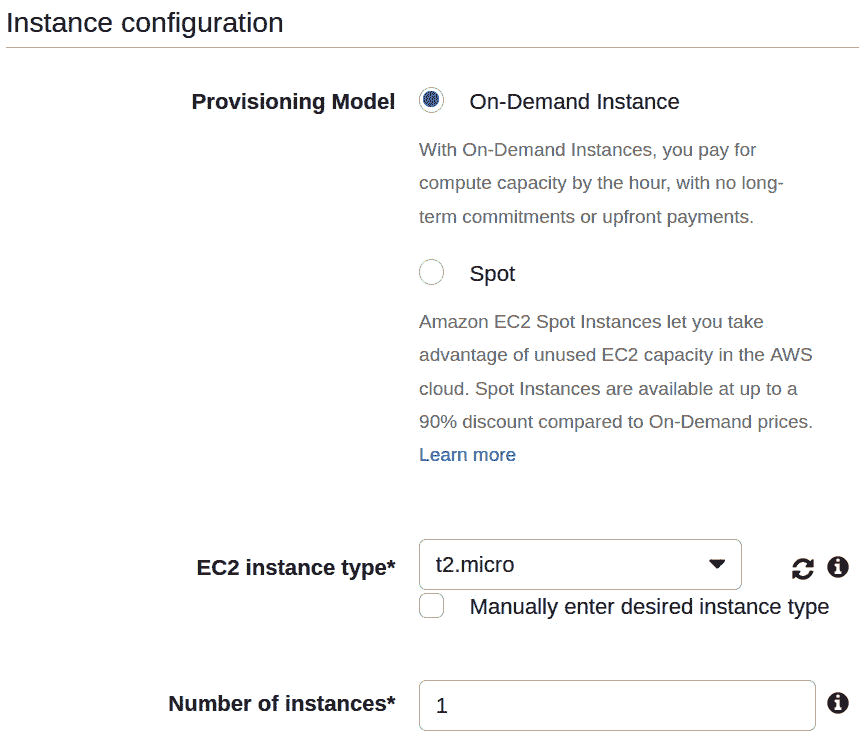 Instance configuration
Provisioning Model On-Demand Instance
With On-Demand Instances, you pay for
compute capacity by the hour, with no long-
term commitments or upfront payments.
Spot
Amazon EC2 Spot Instances let you take
advantage of unused EC2 capacity in the AWS
cloud. Spot Instances are available at up to a
90% discount compared to On-Demand prices.
Learn more
EC2 instance type* t2.micro
Manually enter desired instance type
Number of instances* 1